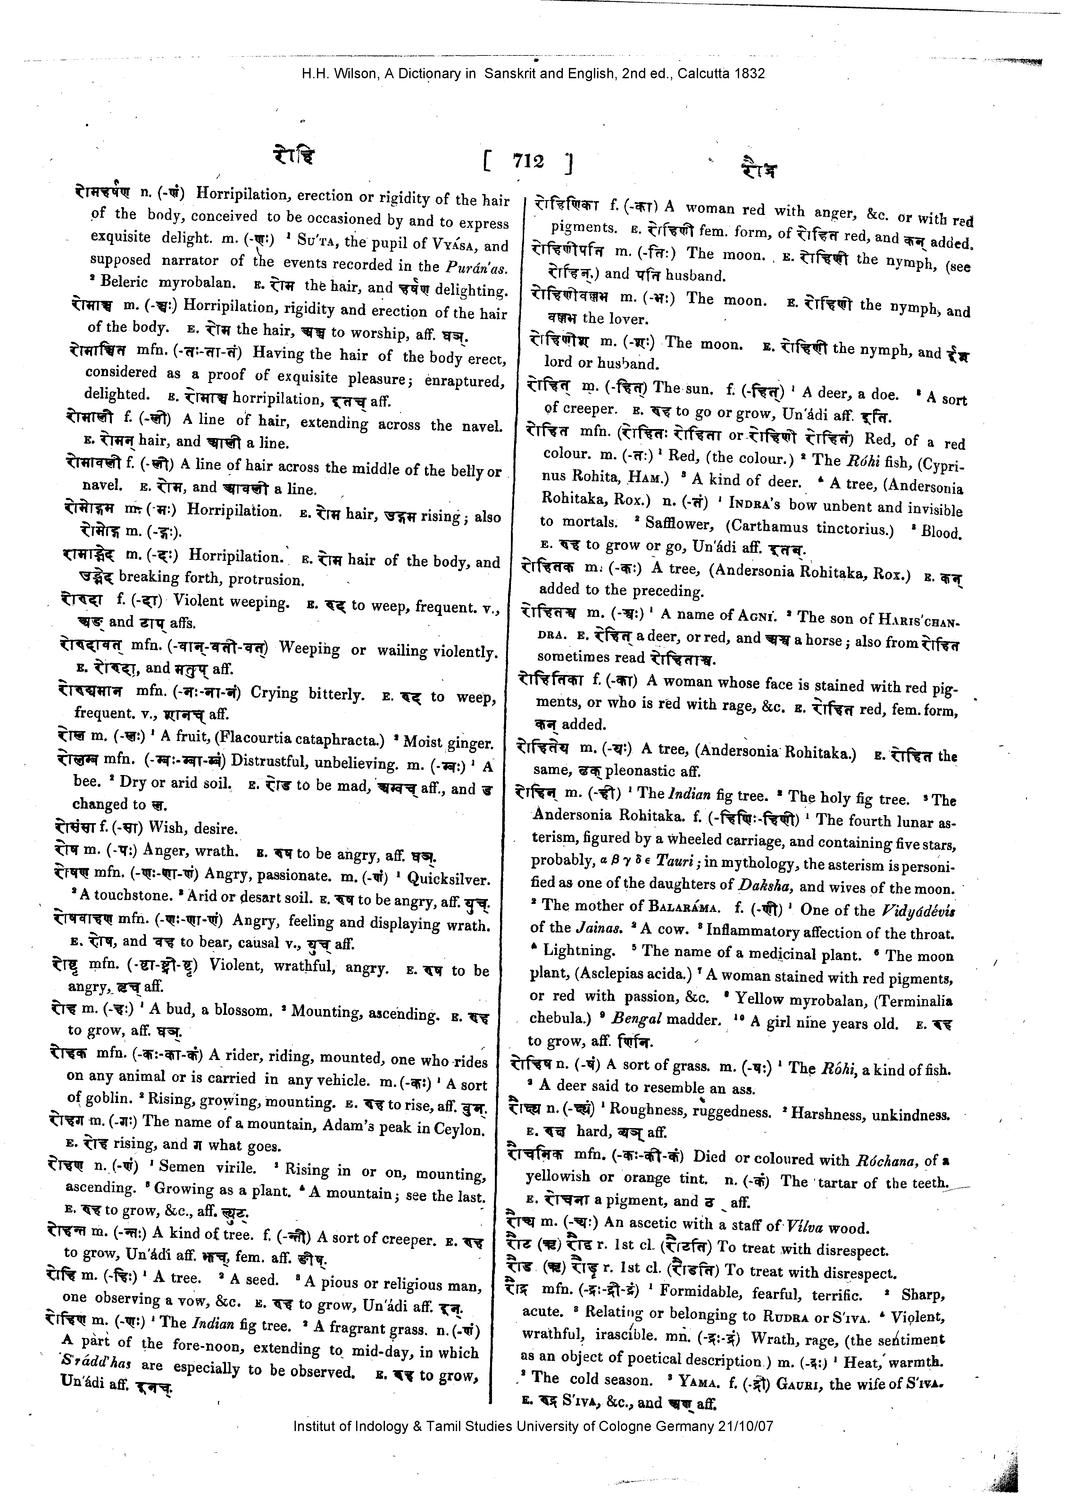 H.H. Wilson, A Dictionary in Sanskrit and English, 2nd ed., Calcutta 1832
रोहि
[ 712 ]
रौद्र
रोमहर्षण n. (-णं) Horripilation, erection or rigidity of the hair
of the body, conceived to be occasioned by and to express
exquisite delight. m. (-णः) ¹ SU'TA, the pupil of VYÁSA, and
supposed narrator of the events recorded in the Purán'as.
² Beleric myrobalan. E. रोम the hair, and हर्षण delighting.
रोमाञ्च m. (-ञ्चः) Horripilation, rigidity and erection of the hair
of the body. E. रोम the hair, अञ्च to worship, aff. घञ्.
रोमाञ्चित mfn. (-तः-ता-तं) Having the hair of the body erect,
considered as a proof of exquisite pleasure; enraptured,
delighted. E. रोमाञ्च horripilation, इतच् aff.
रोमाली f. (-ली) A line of hair, extending across the navel.
E. रोमन् hair, and आली a line.
रोमावली f. (-ली) A line of hair across the middle of the belly or
navel. E. रोम, and आवली a line.
रोमोद्गम m. (-मः) Horripilation. E. रोम hair, उद्गम rising; also
रोमोद्ग m. (-द्गः).
रोमोद्भेद m. (-दः) Horripilation. E. रोम hair of the body, and
उद्भेद breaking forth, protrusion.
रोरुदा f. (-दा) Violent weeping. E. रुद् to weep, frequent. v.,
अङ् and टाप् affs.
रोरुदावत् mfn. (-वान्-वती-वत्) Weeping or wailing violently.
E. रोरुदा, and मतुप् aff.
रोरुद्यमान mfn. (-नः-ना-नं) Crying bitterly. E. रुद् to weep,
frequent. v., शानच् aff.
रोल m. (-लः) ¹ A fruit, (Flacourtia cataphracta.) ² Moist ginger.
रोलम्ब mfn. (-म्बः-म्बा-म्बं) Distrustful, unbelieving. m. (-म्बः) ¹ A
bee. ² Dry or arid soil. E. रोड to be mad, अम्बच् aff., and ड
changed to ल.
रोसंसा f. (-सा) Wish, desire.
रोष m. (-षः) Anger, wrath. E. रुष to be angry, aff. घञ्.
रोषण mfn. (-णः-णा-णं) Angry, passionate. m. (-णं) ¹ Quicksilver.
² A touchstone. ³ Arid or desart soil. E. रुष to be angry, aff. युच्.
रोषवाहण mfn. (-णः-णा-णं) Angry, feeling and displaying wrath.
E. रोष, and वह to bear, causal v., युच् aff.
रोष्टृ mfn. (-ष्टा-ष्ट्री-ष्टृ) Violent, wrathful, angry. E. रुष to be
angry, तृच् aff.
रोह m. (-हः) ¹ A bud, a blossom. ² Mounting, ascending. E. रुह
to grow, aff. घञ्.
रोहक mfn. (-कः-का-कं) A rider, riding, mounted, one who rides
on any animal or is carried in any vehicle. m. (-कः) ¹ A sort
of goblin. ² Rising, growing, mounting. E. रुह to rise, aff. वुम्.
रोहग m. (-गः) The name of a mountain, Adam's peak in Ceylon.
E. रोह rising, and ग what goes.
रोहण n. (-णं) ¹ Semen virile. ² Rising in or on, mounting,
ascending. ³ Growing as a plant. ⁴ A mountain; see the last.
E. रुह to grow, &c., aff. ल्युट्.
रोहन्त m. (-न्तः) A kind of tree. f. (-न्ती) A sort of creeper. E. रुह
to grow, Un'ádi aff. झच्, fem. aff. ङीष्.
रोहि m. (-हिः) ¹ A tree. ² A seed. ³ A pious or religious man,
one observing a vow, &c. E. रुह to grow, Un'ádi aff. इन्.
रोहिण m. (-णः) ¹ The Indian fig tree. ² A fragrant grass. n. (-णं)
A part of the fore-noon, extending to mid-day, in which
S'rádd'has are especially to be observed. E. रुह to grow,
Un'ádi aff. इनच्.
रोहिणिका f. (-का) A woman red with anger, &c. or with red
pigments. E. रोहिणी fem. form, of रोहित red, and कन् added.
रोहिणीपति m. (-तिः) The moon. E. रोहिणी the nymph, (see
रोहिन्.) and पति husband.
रोहिणीवल्लभ m. (-भः) The moon. E. रोहिणी the nymph, and
वल्लभ the lover.
रोहिणीश m. (-शः) The moon. E. रोहिणी the nymph, and ईश
lord or husband.
रोहित् m. (-हित्) The sun. f. (-हित्) ¹ A deer, a doe. ² A sort
of creeper. E. रुह to go or grow, Un'ádi aff. इति.
रोहित mfn. (रोहितः रोहिता or रोहिणी रोहितं) Red, of a red
colour. m. (-तः) ¹ Red, (the colour.) ² The Róhi fish, (Cypri-
nus Rohita, HAM.) ³ A kind of deer. ⁴ A tree, (Andersonia
Rohitaka, Rox.) n. (-तं) ¹ INDRA's bow unbent and invisible
to mortals. ² Safflower, (Carthamus tinctorius.) ³ Blood.
E. रुह to grow or go, Un'ádi aff. इतच्.
रोहितक m. (-कः) A tree, (Andersonia Rohitaka, Rox.) E. कन्
added to the preceding.
रोहितश्व m. (-श्वः) ¹ A name of AGNI. ² The son of HARIS'CHAN-
DRA. E. रोहित् a deer, or red, and अश्व a horse; also from रोहित
sometimes read रोहिताश्व.
रोहितिका f. (-का) A woman whose face is stained with red pig-
ments, or who is red with rage, &c. E. रोहित red, fem. form,
कन् added.
रोहितेय m. (-यः) A tree, (Andersonia Rohitaka.) E. रोहित the
same, ढक् pleonastic aff.
रोहिन् m. (-ही) ¹ The Indian fig tree. ² The holy fig tree. ³ The
Andersonia Rohitaka. f. (-हिणिः-हिणी) ¹ The fourth lunar as-
terism, figured by a wheeled carriage, and containing five stars,
probably, α β γ δ ϵ Tauri; in mythology, the asterism is personi-
fied as one of the daughters of Daksha, and wives of the moon.
² The mother of BALARÁMA. f. (-णी) ¹ One of the Vidyádévis
of the Jainas. ² A cow. ³ Inflammatory affection of the throat.
⁴ Lightning. ⁵ The name of a medicinal plant. ⁶ The moon
plant, (Asclepias acida.) ⁷ A woman stained with red pigments,
or red with passion, &c. ⁸ Yellow myrobalan, (Terminalia
chebula.) ⁹ Bengal madder. ¹⁰ A girl nine years old. E. रुह
to grow, aff. णिनि.
रोहिष n. (-षं) A sort of grass. m. (-षः) ¹ The Róhi, a kind of fish.
² A deer said to resemble an ass.
रौच्य n. (-च्यं) ¹ Roughness, ruggedness. ² Harshness, unkindness.
E. रुच hard, ष्यञ् aff.
रौचनिक mfn. (-कः-की-कं) Died or coloured with Róchana, of a
yellowish or orange tint. n. (-कं) The tartar of the teeth.
E. रोचना a pigment, and ठ aff.
रौच्य m. (-च्यः) An ascetic with a staff of Vilva wood.
रौट (ऋ) रौटृ r. 1st cl. (रौटति) To treat with disrespect.
रौड (ऋ) रौडृ r. 1st cl. (रौडति) To treat with disrespect.
रौद्र mfn. (-द्रः-द्री-द्रं) ¹ Formidable, fearful, terrific. ² Sharp,
acute. ³ Relating or belonging to RUDRA or S'IVA. ⁴ Violent,
wrathful, irascible. mn. (-द्रः-द्रं) Wrath, rage, (the sentiment
as an object of poetical description.) m. (-द्रः) ¹ Heat, warmth.
² The cold season. ³ YAMA. f. (-द्री) GAURI, the wife of S'IVA.
E. रुद्र S'IVA, &c., and अण् aff.
Institut of Indology & Tamil Studies University of Cologne Germany 21/10/07